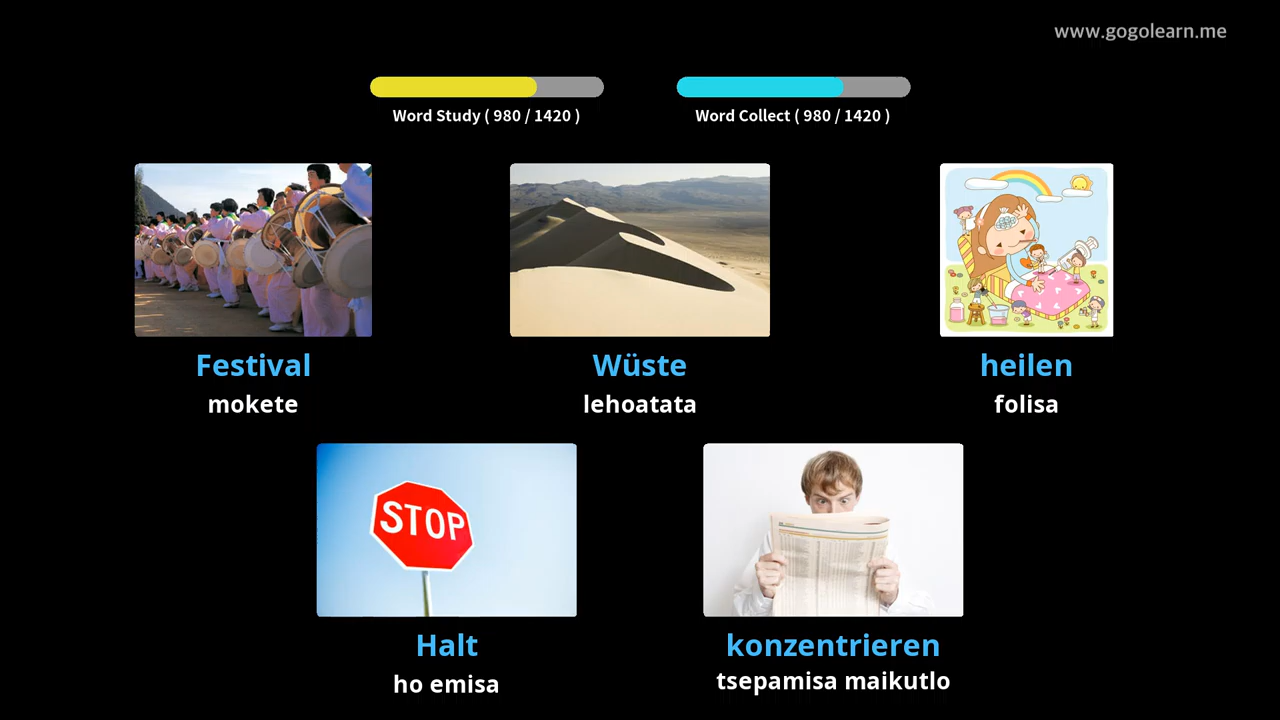 www.gogolearn.me
Word Study ( 980 / 1420 )
Word Collect ( 980 / 1420 )
Festival
mokete
Wüste
lehoatata
heilen
folisa
STOP
Halt
ho emisa
konzentrieren
tsepamisa maikutlo